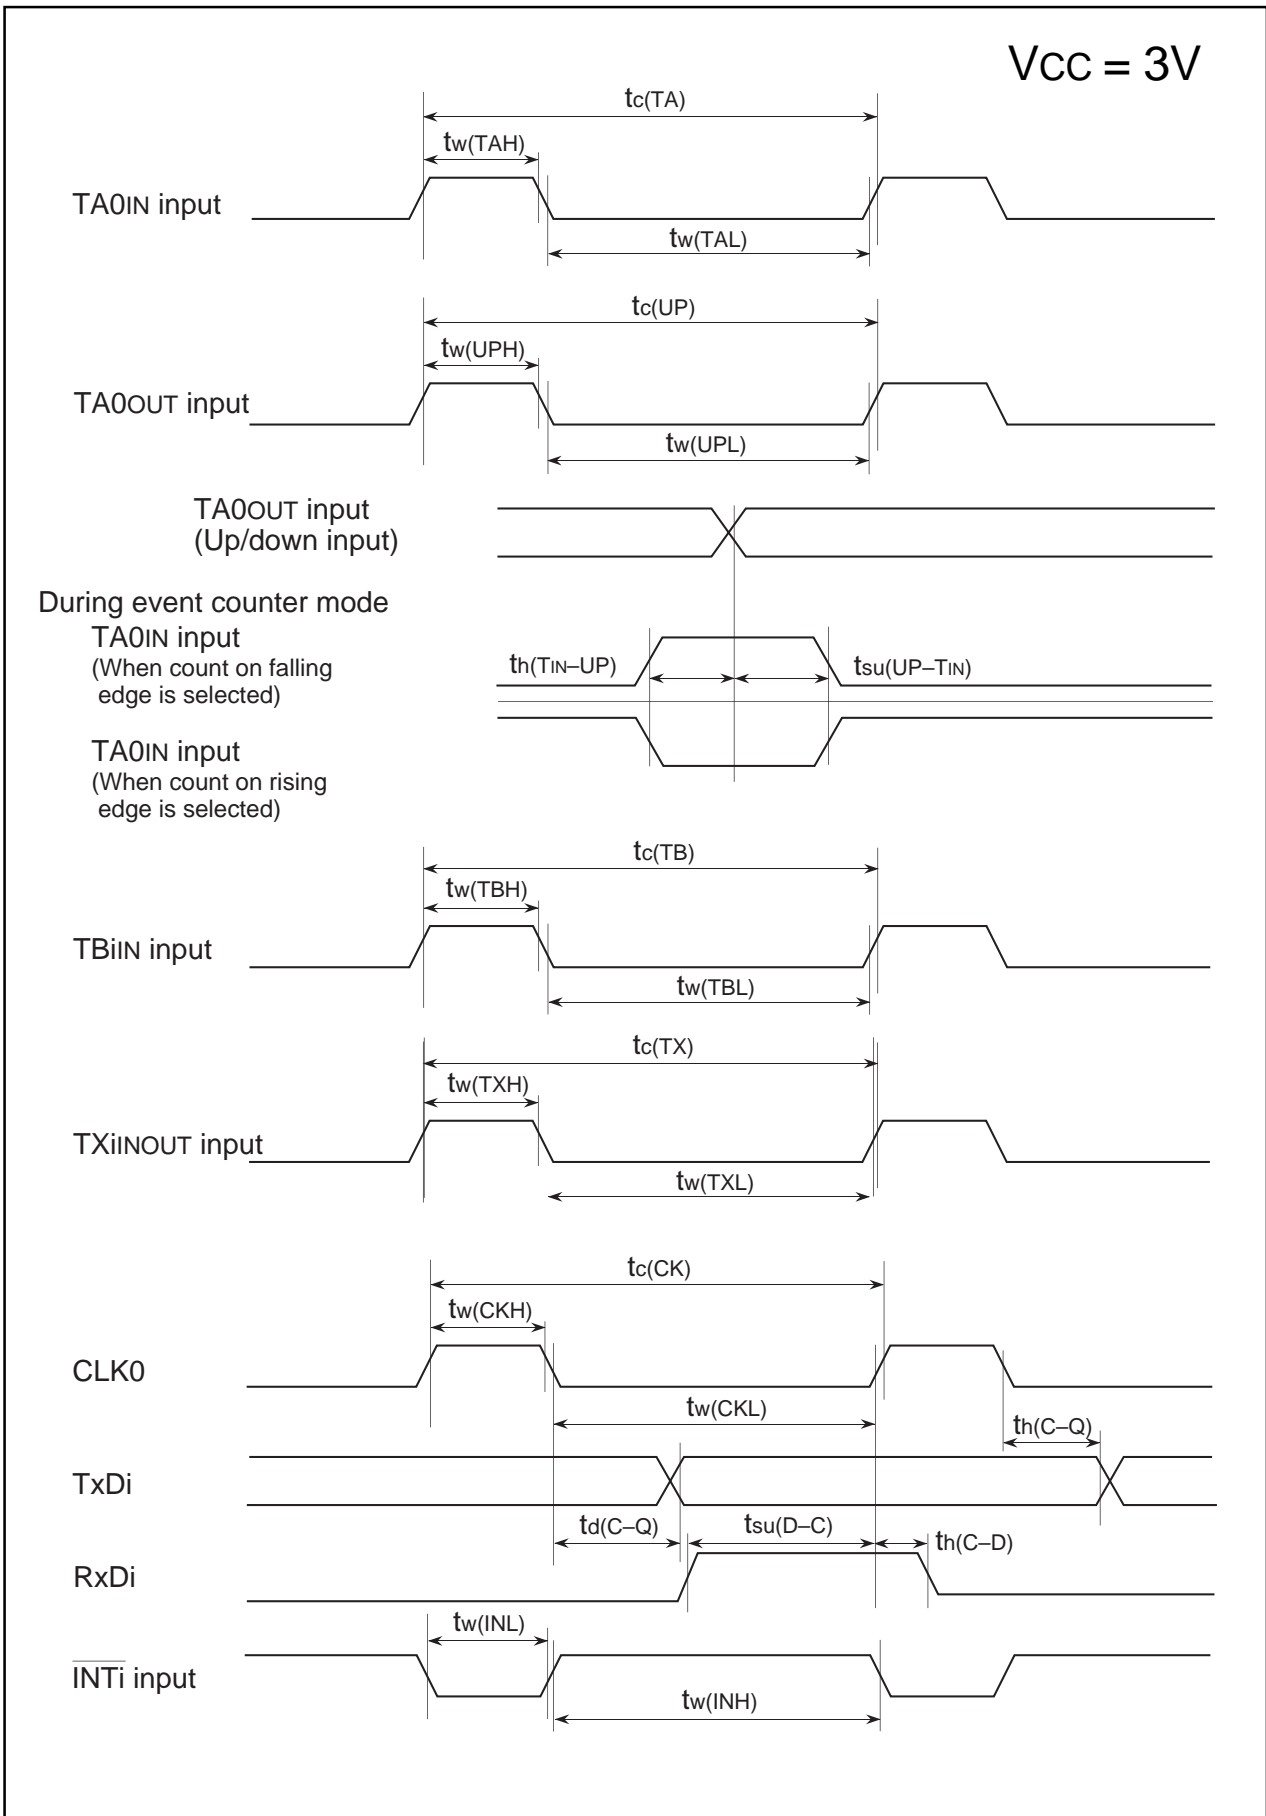 VCC = 3V
tc(TA)
tw(TAH)
TA0IN input
tw(TAL)
tc(UP)
tw(UPH)
TA0OUT input
tw(UPL)
TA0OUT input
(Up/down input)
During event counter mode
TA0IN input
(When count on falling
edge is selected)
th(TIN–UP)
tsu(UP–TIN)
TA0IN input
(When count on rising
edge is selected)
tc(TB)
tw(TBH)
TBiIN input
tw(TBL)
tc(TX)
tw(TXH)
TXiINOUT input
tw(TXL)
tc(CK)
tw(CKH)
CLK0
tw(CKL)
th(C–Q)
TxDi
td(C–Q)
tsu(D–C)
th(C–D)
RxDi
tw(INL)
I̅N̅T̅i̅ input
tw(INH)